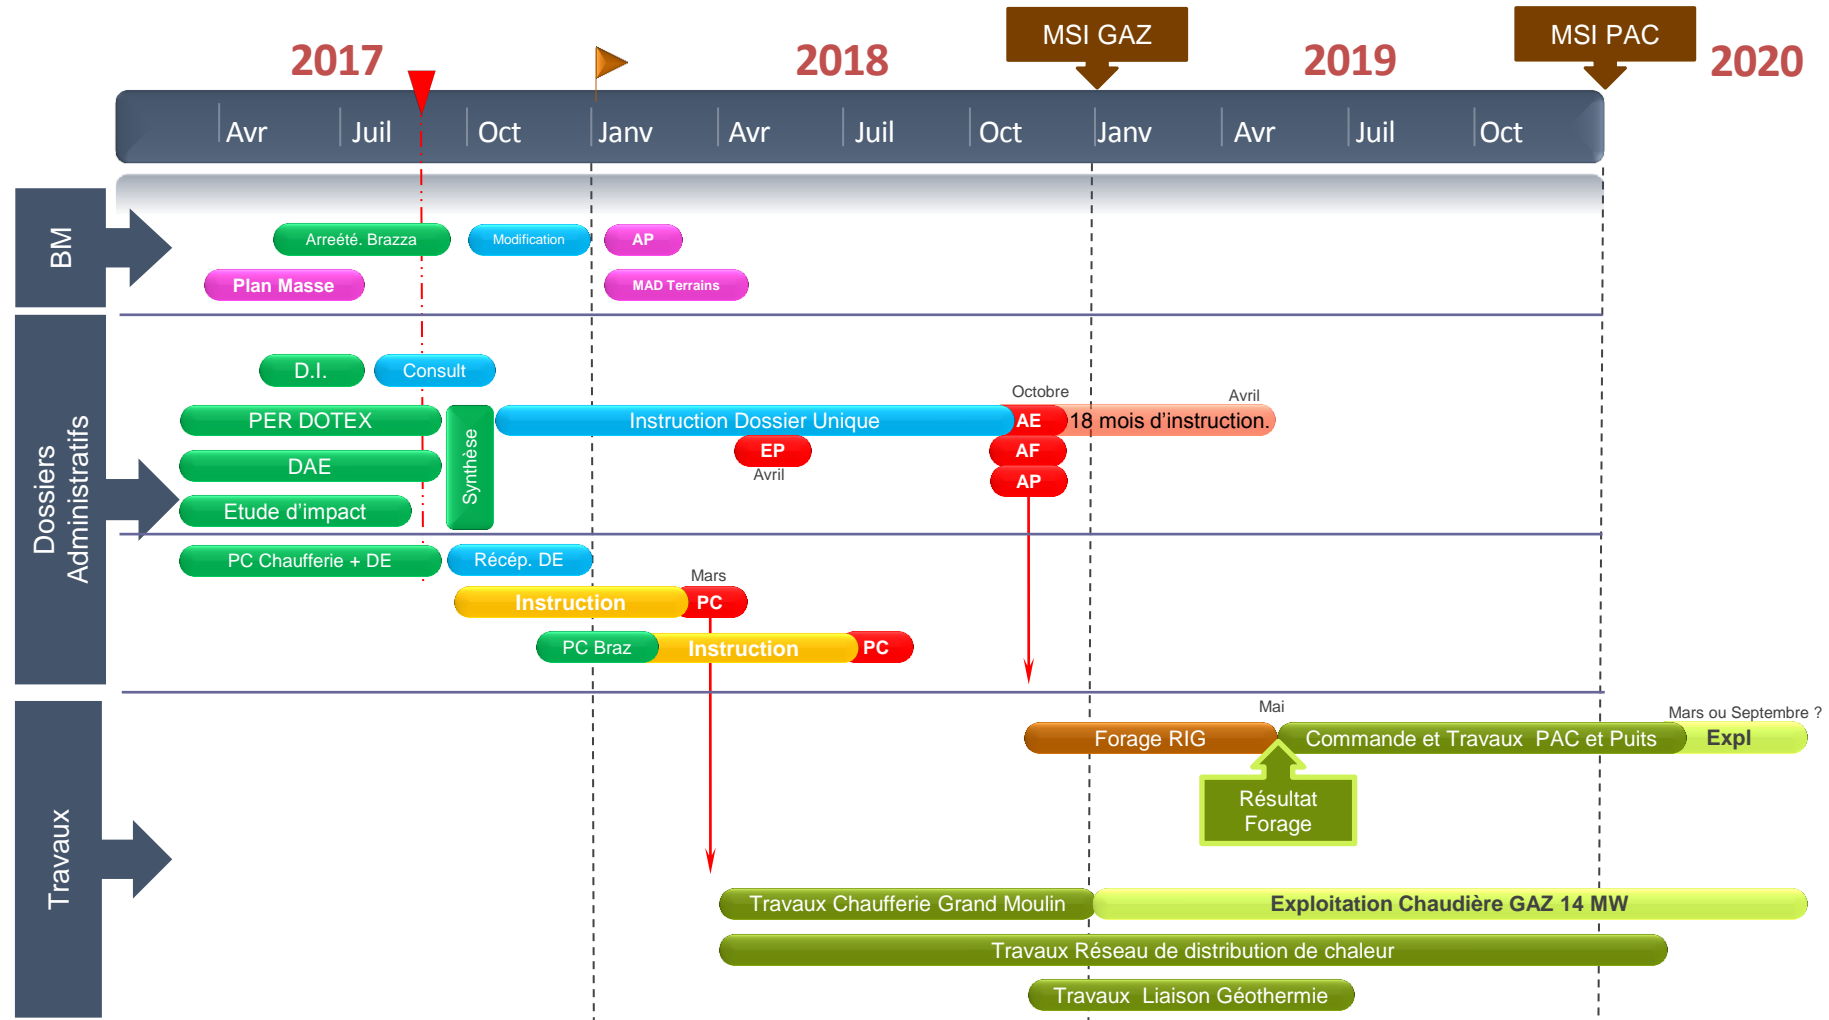 MSI GAZ
MSI PAC
2017
2018
2019
2020
Avr
Juil
Oct
Janv
Avr
Juil
Oct
Janv
Avr
Juil
Oct
BM
Arreété. Brazza
Modification
AP
Plan Masse
MAD Terrains
Dossiers
Administratifs
D.I.
Consult
Octobre
Avril
PER DOTEX
Synthèse
Instruction Dossier Unique
AE
18 mois d’instruction.
DAE
EP
AF
Avril
AP
Etude d’impact
PC Chaufferie + DE
Récép. DE
Mars
Instruction
PC
PC Braz
Instruction
PC
Travaux
Mai
Mars ou Septembre ?
Forage RIG
Commande et Travaux PAC et Puits
Expl
Résultat
Forage
Travaux Chaufferie Grand Moulin
Exploitation Chaudière GAZ 14 MW
Travaux Réseau de distribution de chaleur
Travaux Liaison Géothermie